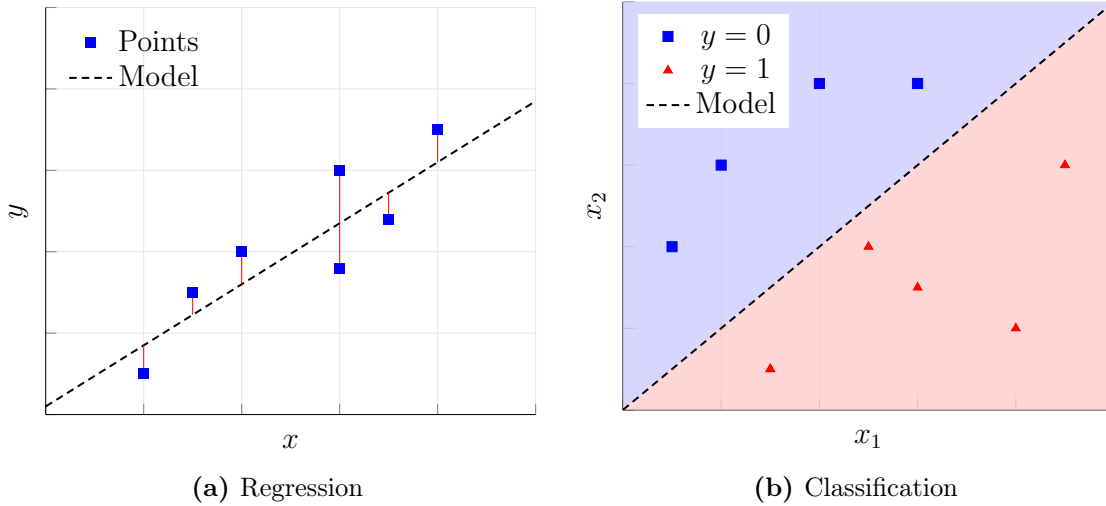 Points
Model
y
x
(a) Regression
y = 0
y = 1
Model
x₂
x₁
(b) Classification